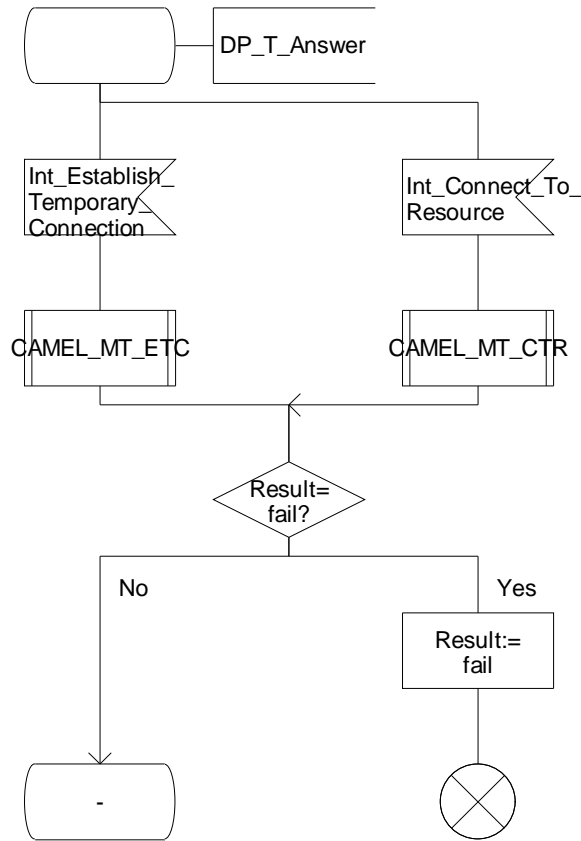 DP_T_Answer
Int_Establish_
Temporary_
Connection
Int_Connect_To_
Resource
CAMEL_MT_ETC
CAMEL_MT_CTR
Result=
fail?
No
Yes
Result:=
fail
-